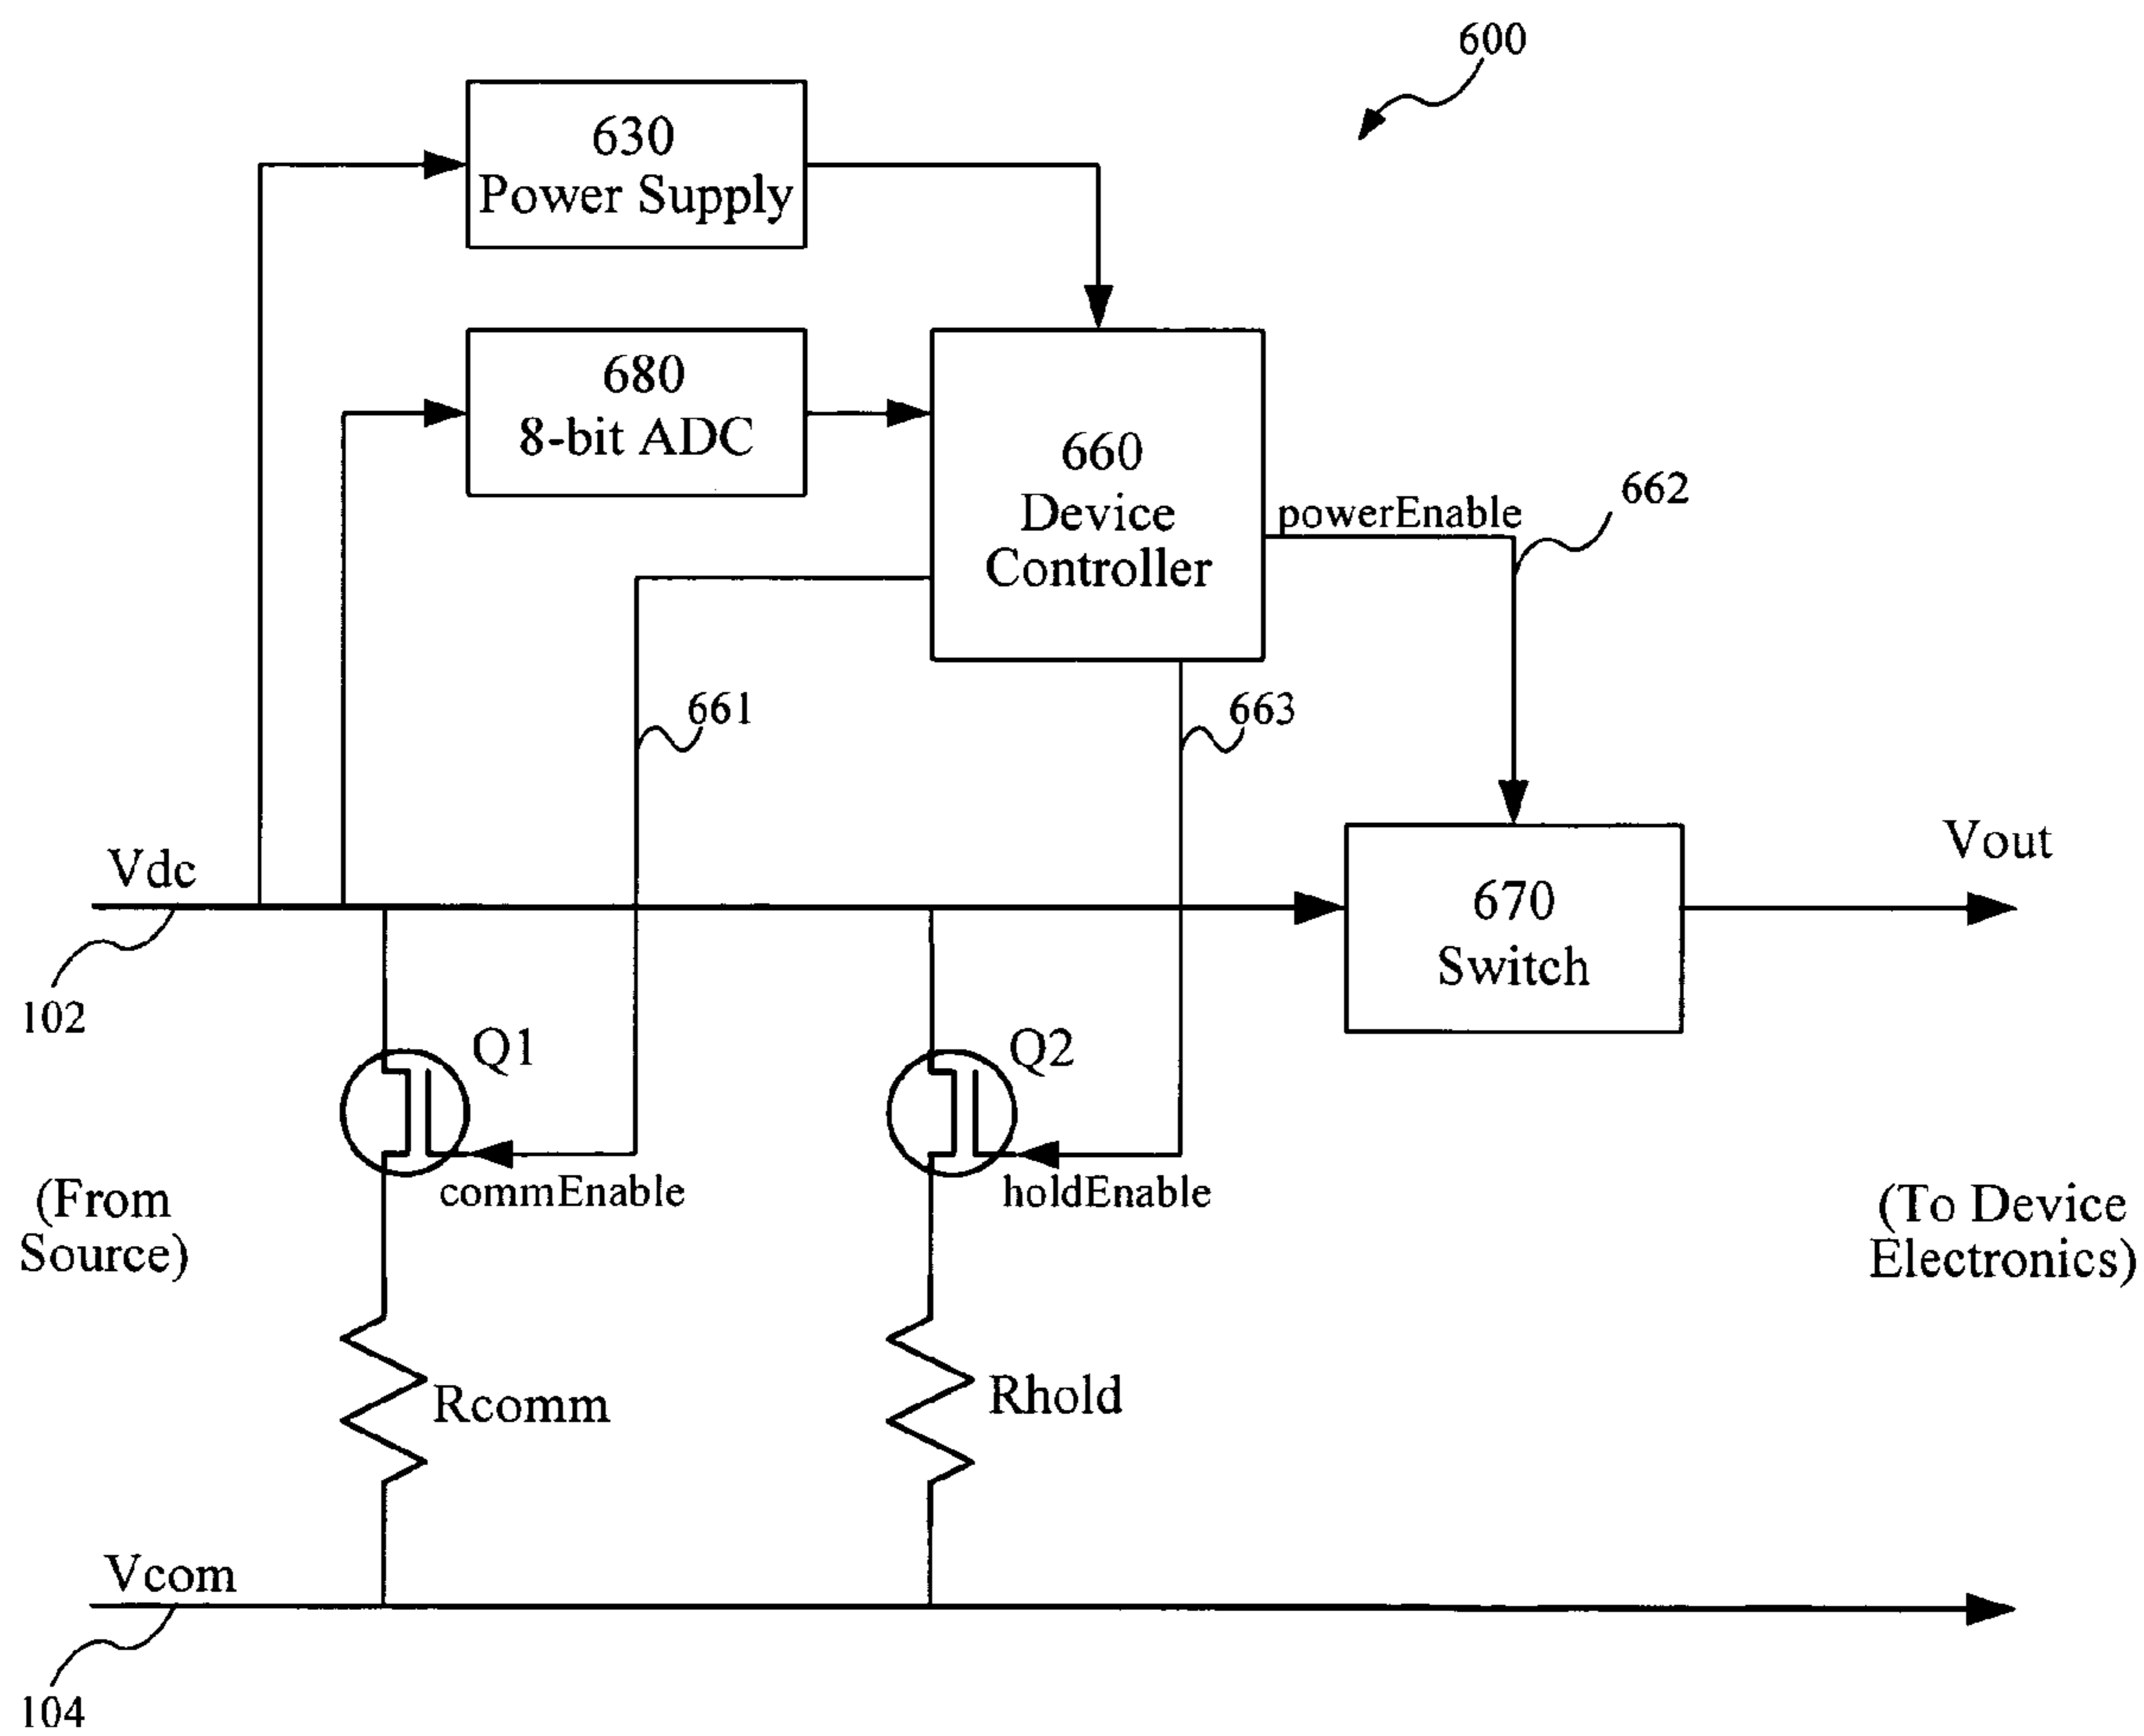 600
630
Power Supply
680
8-bit ADC
660
Device
Controller
powerEnable
662
661
663
Vdc
102
670
Switch
Vout
Q1
commEnable
Q2
holdEnable
(From
Source)
(To Device
Electronics)
Rcomm
Rhold
Vcom
104